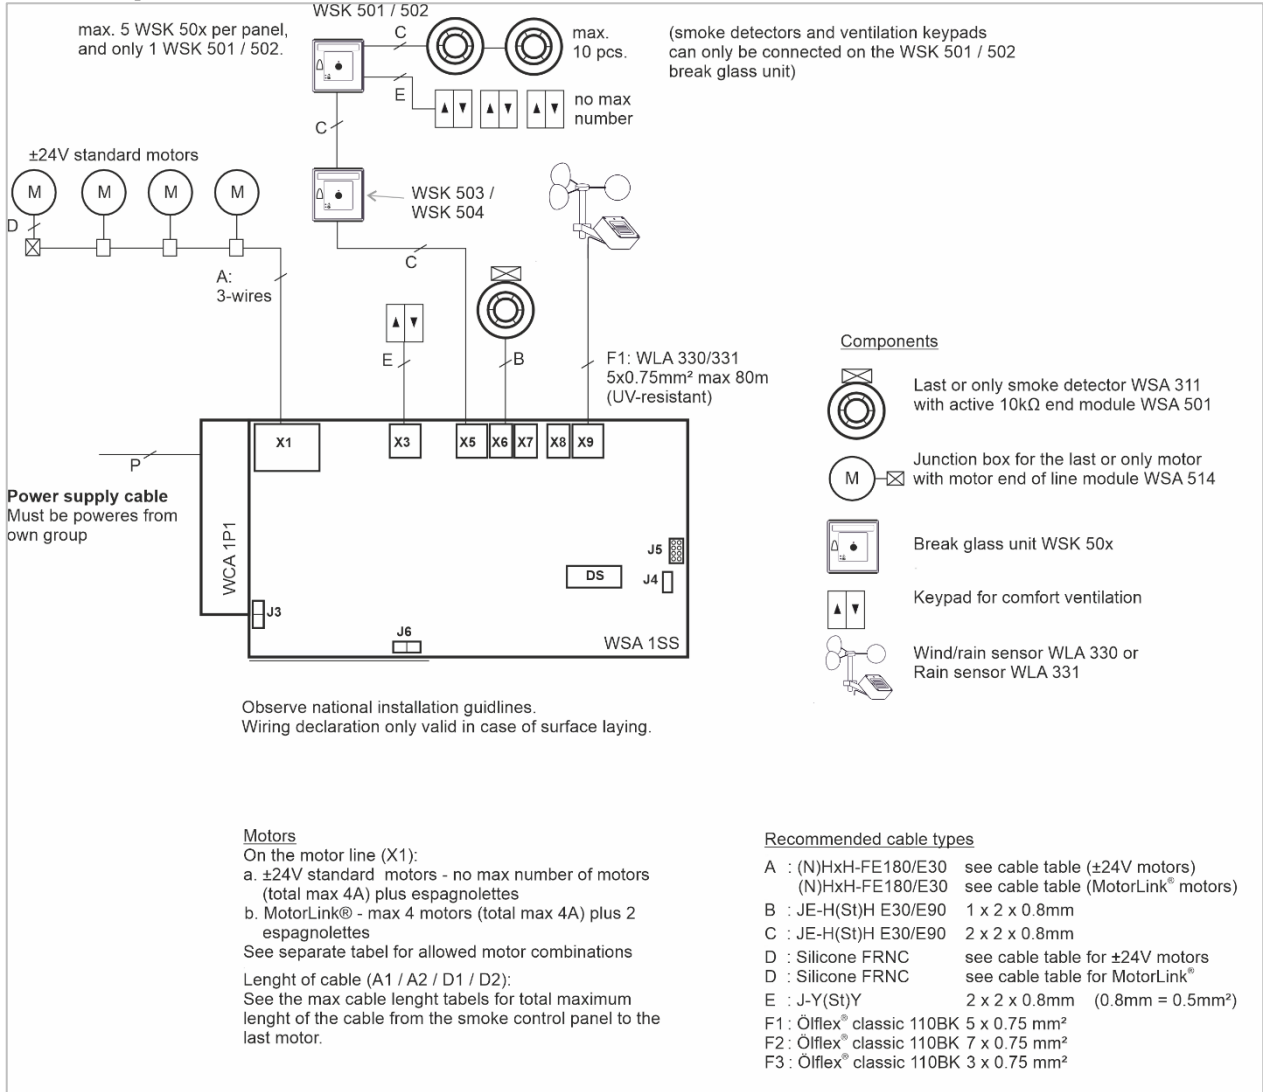 WSK 501 / 502
max. 5 WSK 50x per panel,
and only 1 WSK 501 / 502.
C
max.
10 pcs.
(smoke detectors and ventilation keypads
can only be connected on the WSK 501 / 502
break glass unit)
E
no max
number
C
±24V standard motors
M
M
M
M
WSK 503 /
WSK 504
D
C
A:
3-wires
E
B
F1: WLA 330/331
5x0.75mm² max 80m
(UV-resistant)
Components
Last or only smoke detector WSA 311
with active 10kΩ end module WSA 501
M
Junction box for the last or only motor
with motor end of line module WSA 514
Break glass unit WSK 50x
Keypad for comfort ventilation
Wind/rain sensor WLA 330 or
Rain sensor WLA 331
X1
X3
X5
X6
X7
X8
X9
P
Power supply cable
Must be poweres from
own group
WCA 1P1
J5
DS
J4
J3
J6
WSA 1SS
Observe national installation guidlines.
Wiring declaration only valid in case of surface laying.
Motors
On the motor line (X1):
a. ±24V standard motors - no max number of motors
(total max 4A) plus espagnolettes
b. MotorLink® - max 4 motors (total max 4A) plus 2
espagnolettes
See separate tabel for allowed motor combinations
Lenght of cable (A1 / A2 / D1 / D2):
See the max cable lenght tabels for total maximum
lenght of the cable from the smoke control panel to the
last motor.
Recommended cable types
A : (N)HxH-FE180/E30 see cable table (±24V motors)
(N)HxH-FE180/E30 see cable table (MotorLink® motors)
B : JE-H(St)H E30/E90 1 x 2 x 0.8mm
C : JE-H(St)H E30/E90 2 x 2 x 0.8mm
D : Silicone FRNC see cable table for ±24V motors
D : Silicone FRNC see cable table for MotorLink®
E : J-Y(St)Y 2 x 2 x 0.8mm (0.8mm = 0.5mm²)
F1 : Ölflex® classic 110BK 5 x 0.75 mm²
F2 : Ölflex® classic 110BK 7 x 0.75 mm²
F3 : Ölflex® classic 110BK 3 x 0.75 mm²